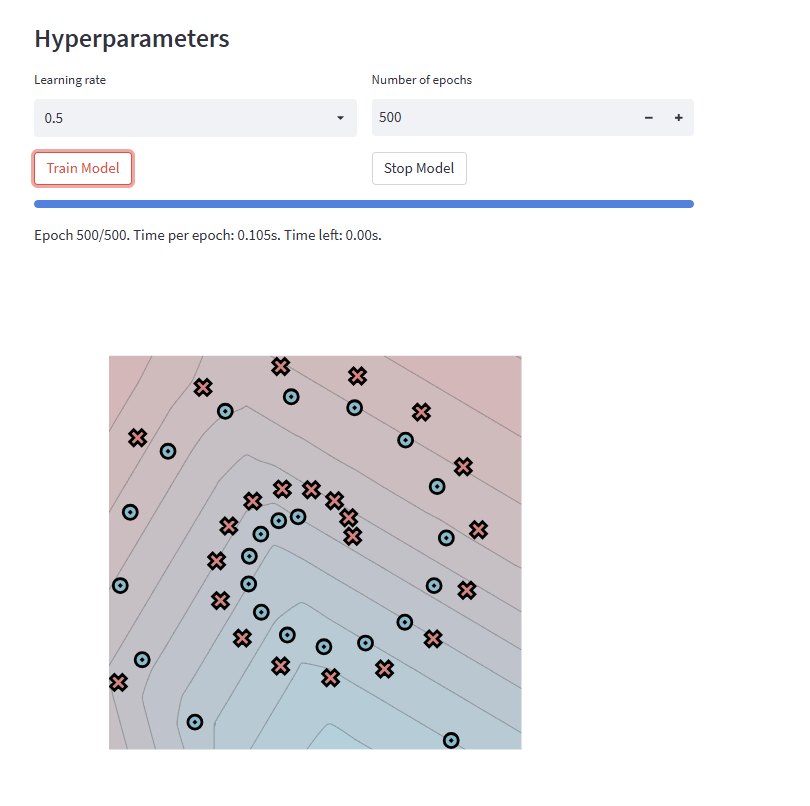 Hyperparameters
Learning rate
Number of epochs
0.5
500
Train Model
Stop Model
Epoch 500/500. Time per epoch: 0.105s. Time left: 0.00s.